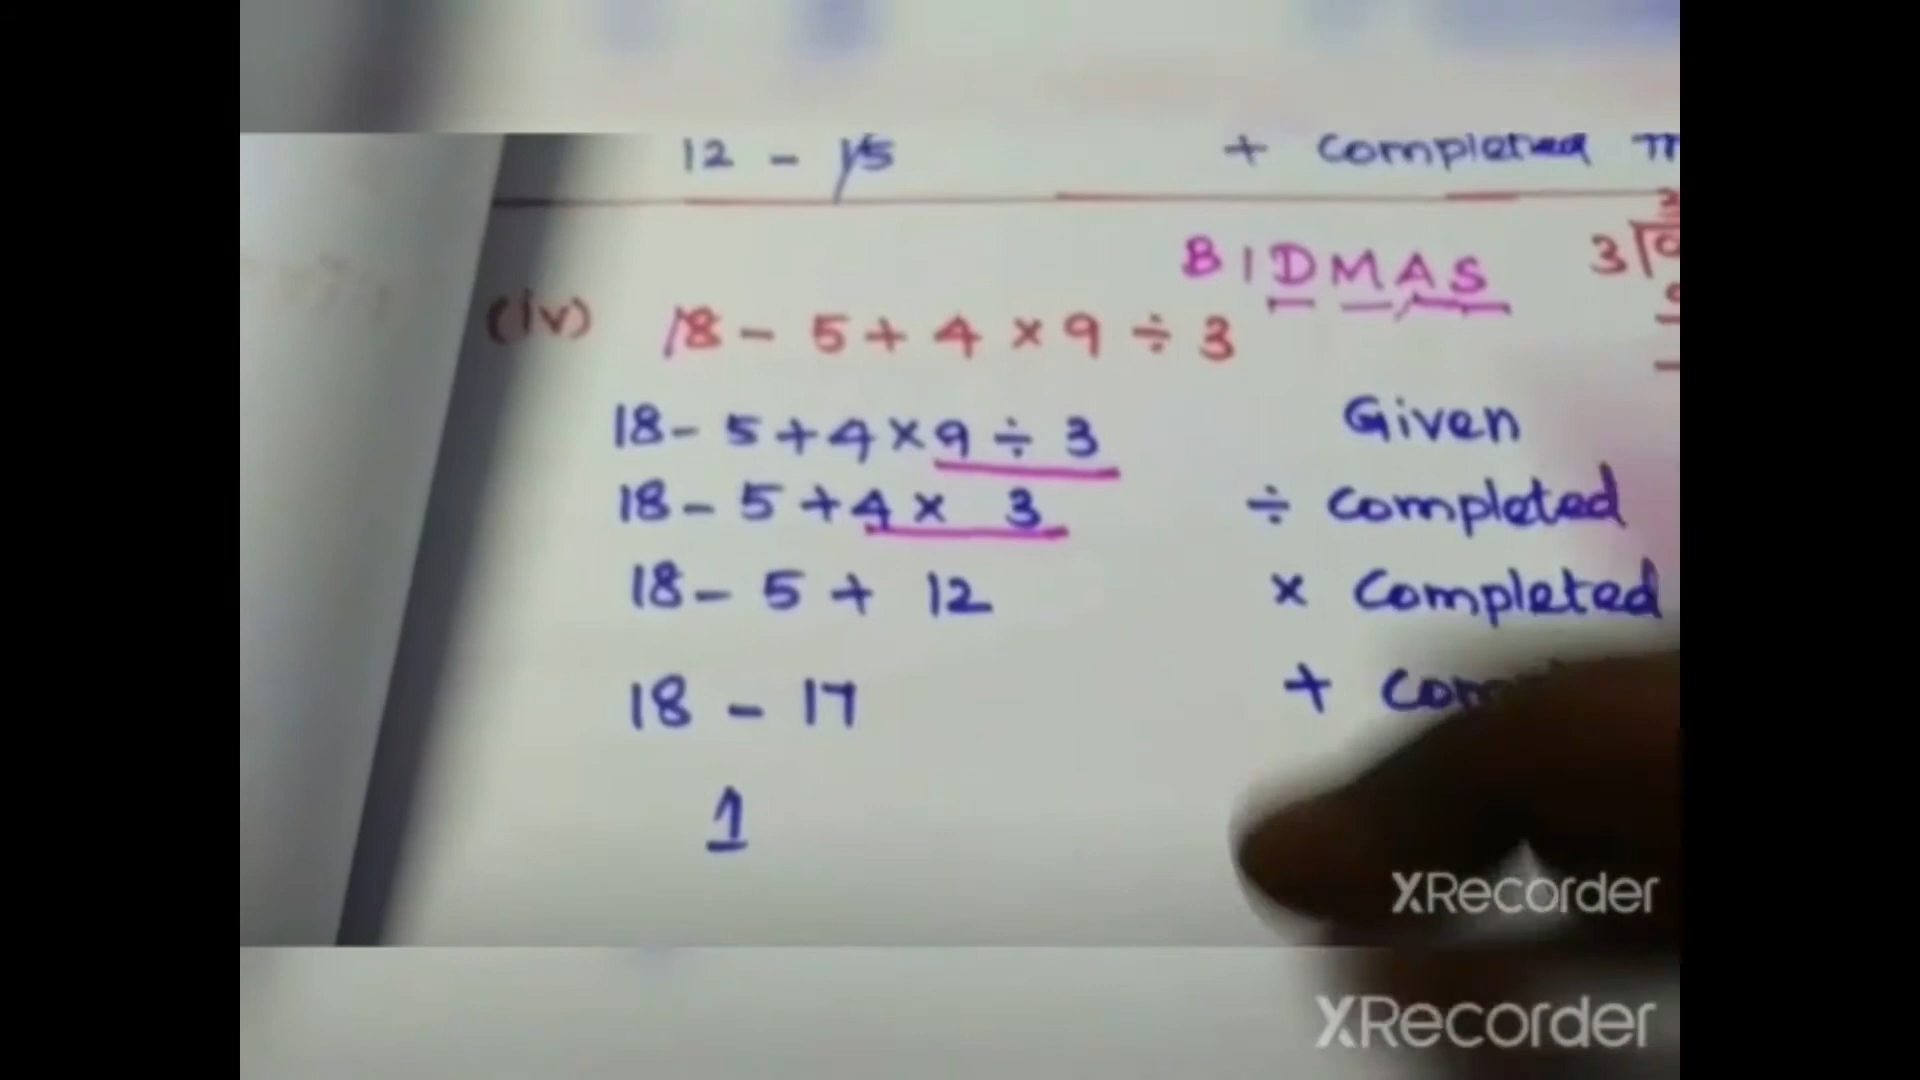 12 - 15 + completed
BIDMAS 3
(iv) 18 - 5 + 4 × 9 ÷ 3
18 - 5 + 4 × 9 ÷ 3 Given
18 - 5 + 4 × 3 ÷ completed
18 - 5 + 12 × completed
18 - 17 +
1
XRecorder
XRecorder